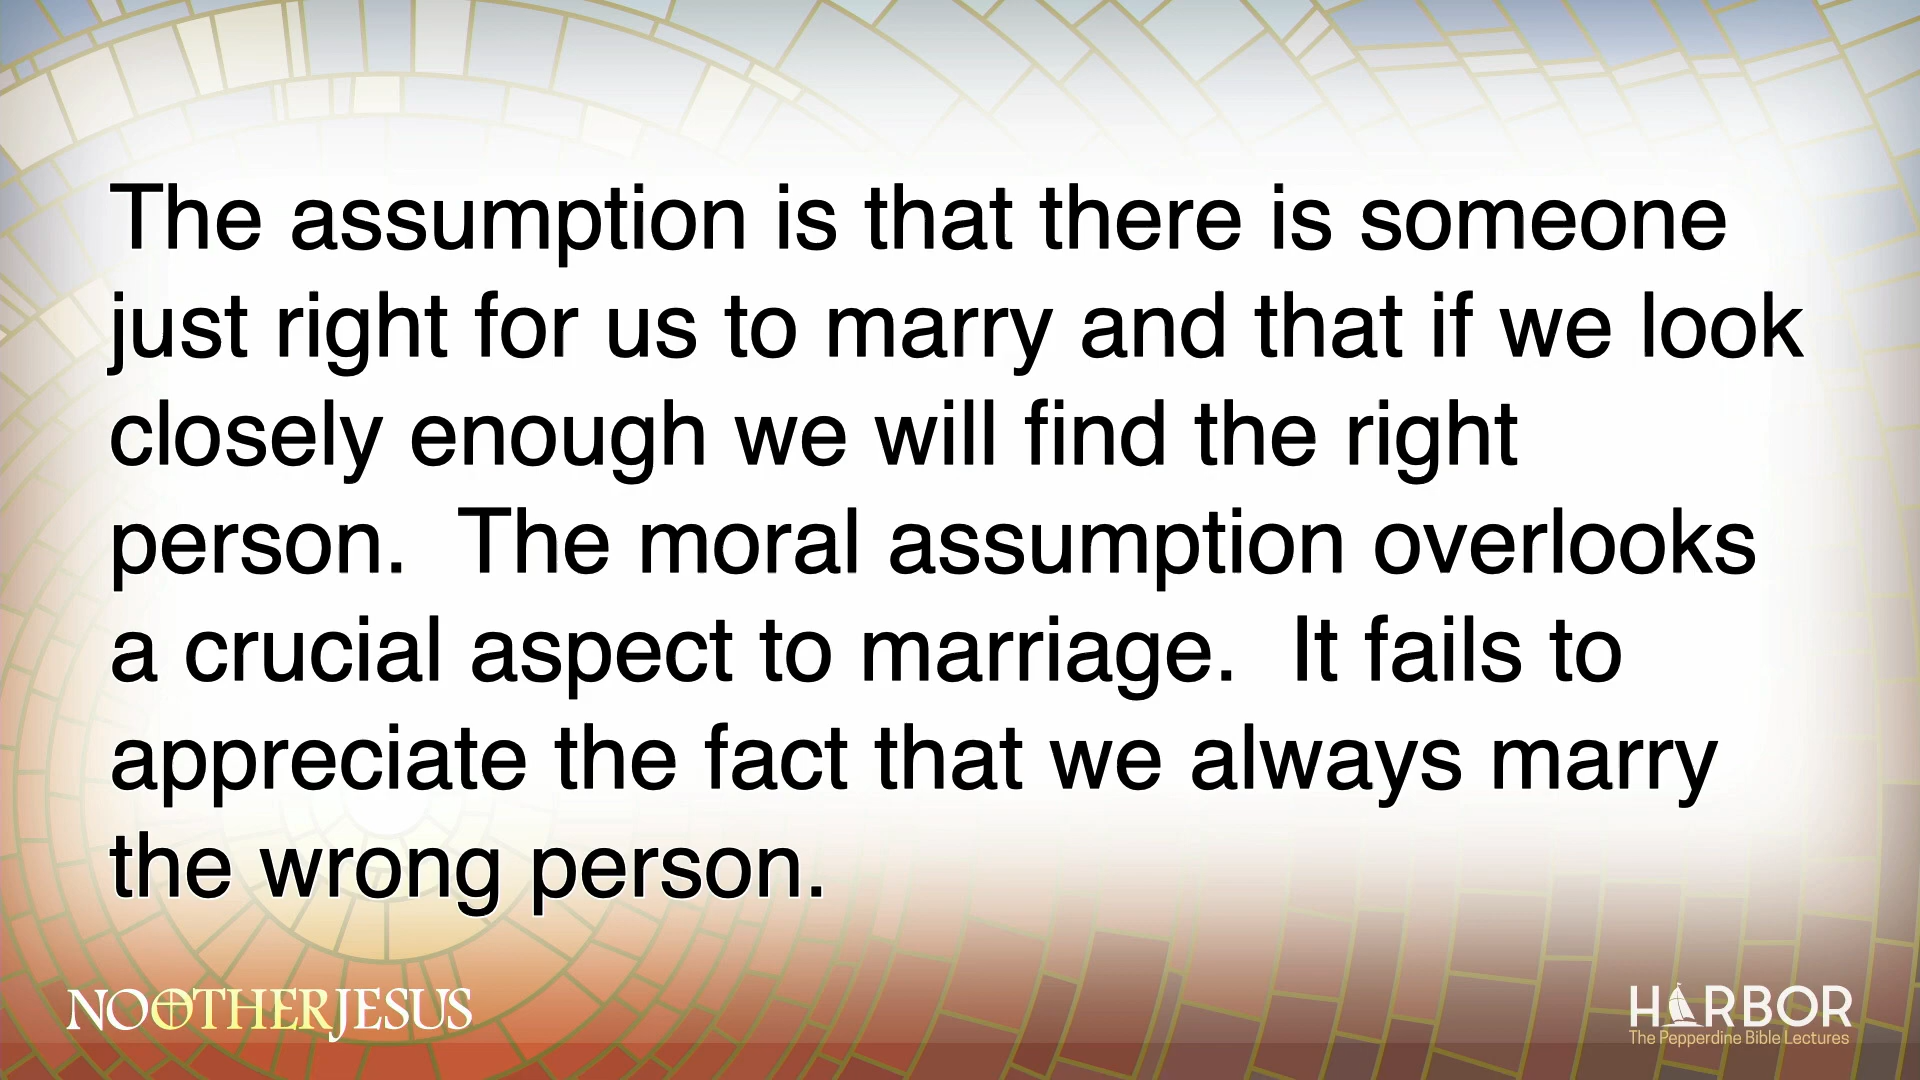 The assumption is that there is someone
just right for us to marry and that if we look
closely enough we will find the right
person.  The moral assumption overlooks
a crucial aspect to marriage.  It fails to
appreciate the fact that we always marry
the wrong person.
NOOTHERJESUS
HARBOR
The Pepperdine Bible Lectures